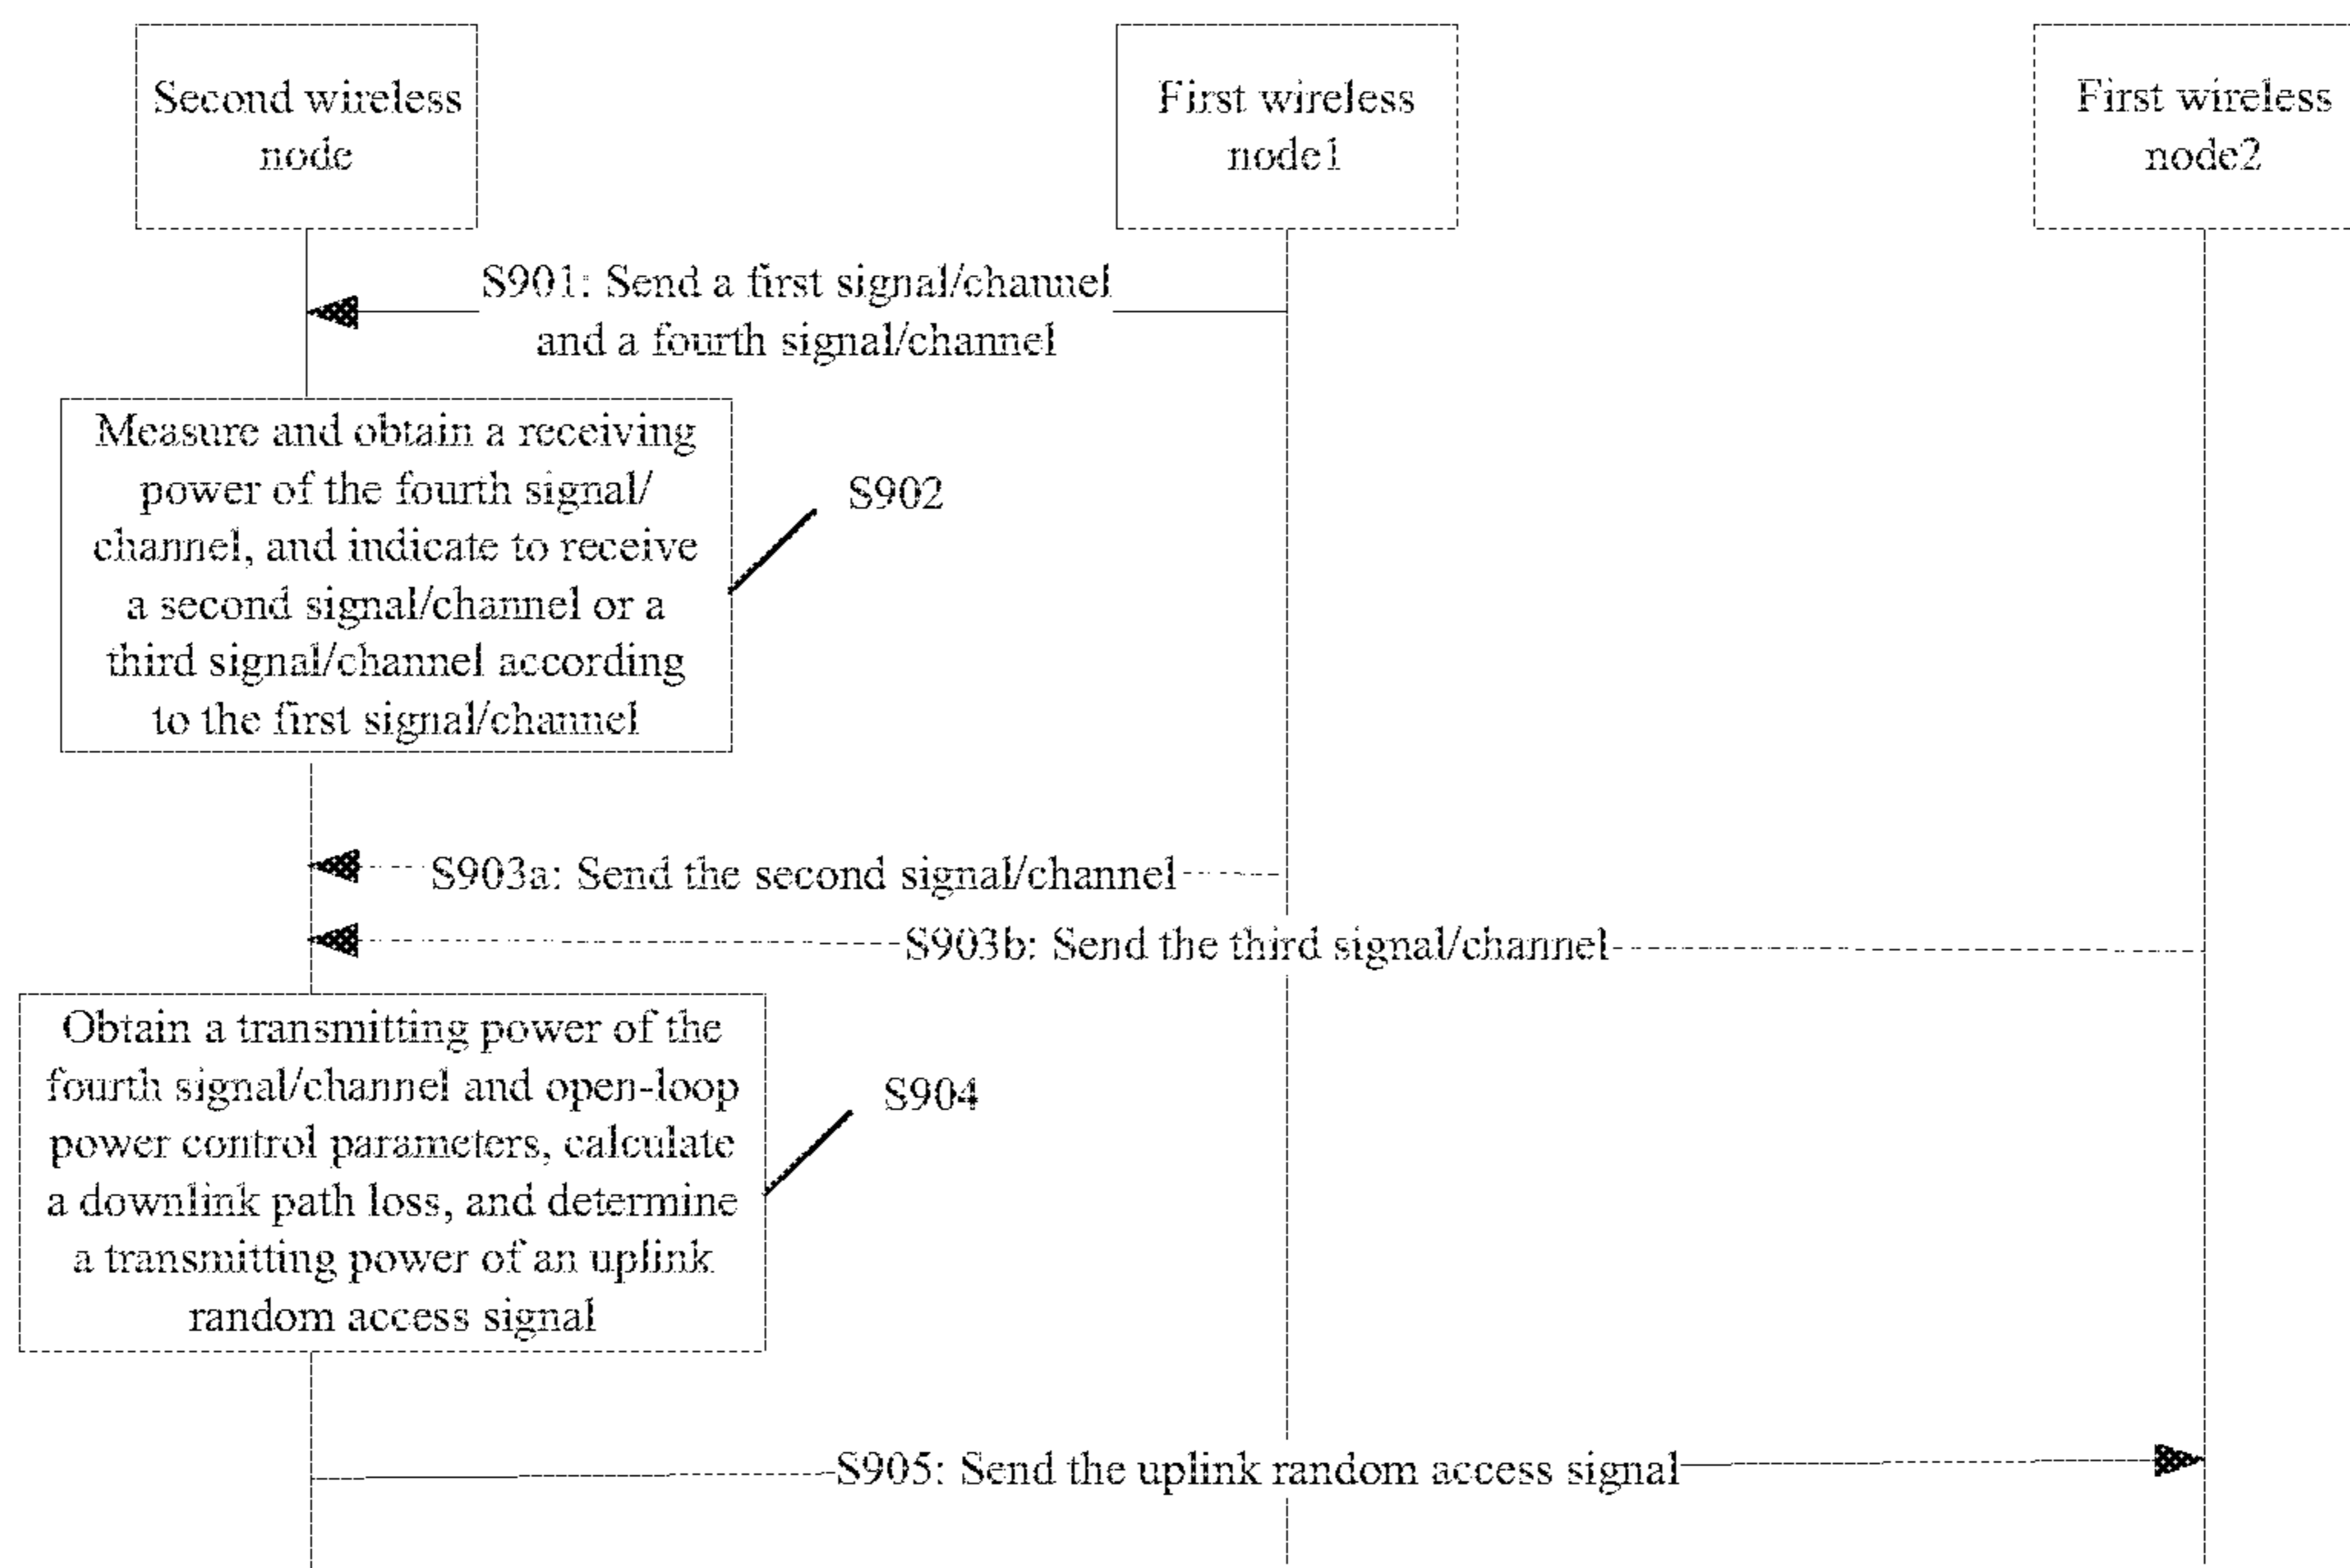 Second wireless
node
First wireless
node1
First wireless
node2
S901: Send a first signal/channel
and a fourth signal/channel
Measure and obtain a receiving
power of the fourth signal/
channel, and indicate to receive
a second signal/channel or a
third signal/channel according
to the first signal/channel
S902
S903a: Send the second signal/channel
S903b: Send the third signal/channel
Obtain a transmitting power of the
fourth signal/channel and open-loop
power control parameters, calculate
a downlink path loss, and determine
a transmitting power of an uplink
random access signal
S904
S905: Send the uplink random access signal